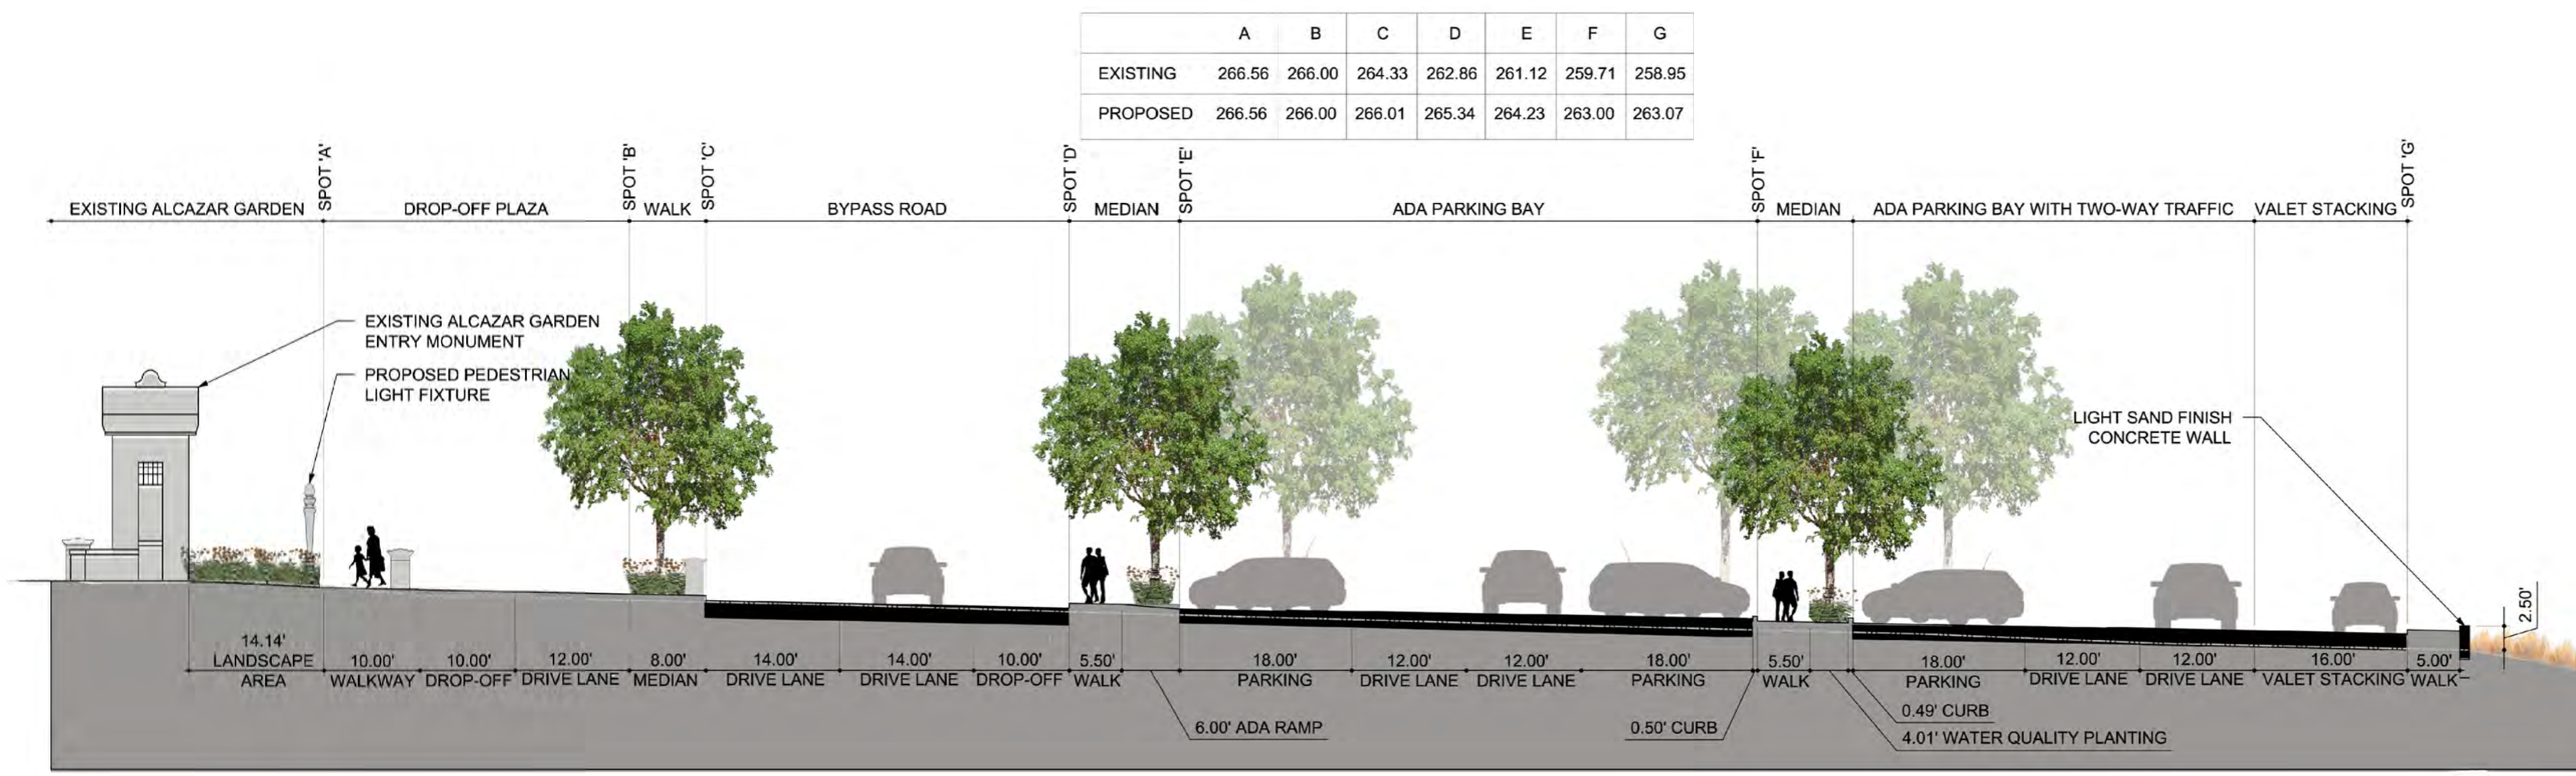 A B C D E F G
EXISTING 266.56 266.00 264.33 262.86 261.12 259.71 258.95
PROPOSED 266.56 266.00 266.01 265.34 264.23 263.00 263.07
SPOT 'A'
SPOT 'B'
SPOT 'C'
SPOT 'D'
SPOT 'E'
SPOT 'F'
SPOT 'G'
EXISTING ALCAZAR GARDEN
DROP-OFF PLAZA
WALK
BYPASS ROAD
MEDIAN
ADA PARKING BAY
MEDIAN
ADA PARKING BAY WITH TWO-WAY TRAFFIC
VALET STACKING
EXISTING ALCAZAR GARDEN
ENTRY MONUMENT
PROPOSED PEDESTRIAN
LIGHT FIXTURE
LIGHT SAND FINISH
CONCRETE WALL
2.50'
14.14'
LANDSCAPE
AREA
10.00'
WALKWAY
10.00'
DROP-OFF
12.00'
DRIVE LANE
8.00'
MEDIAN
14.00'
DRIVE LANE
14.00'
DRIVE LANE
10.00'
DROP-OFF
5.50'
WALK
18.00'
PARKING
12.00'
DRIVE LANE
12.00'
DRIVE LANE
18.00'
PARKING
5.50'
WALK
18.00'
PARKING
12.00'
DRIVE LANE
12.00'
DRIVE LANE
16.00'
VALET STACKING
5.00'
WALK
6.00' ADA RAMP
0.50' CURB
0.49' CURB
4.01' WATER QUALITY PLANTING